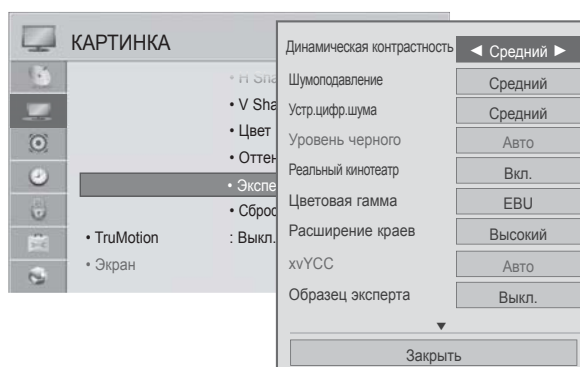 КАРТИНКА
• H Sha
• V Sha
• Цвет
• Оттен
• Экспе
• Сброс
• TruMotion : Выкл.
• Экран
Динамическая контрастность ◄ Средний ►
Шумоподавление Средний
Устр.цифр.шума Средний
Уровень черного Авто
Реальный кинотеатр Вкл.
Цветовая гамма EBU
Расширение краев Высокий
xvYCC Авто
Образец эксперта Выкл.
▼
Закрыть